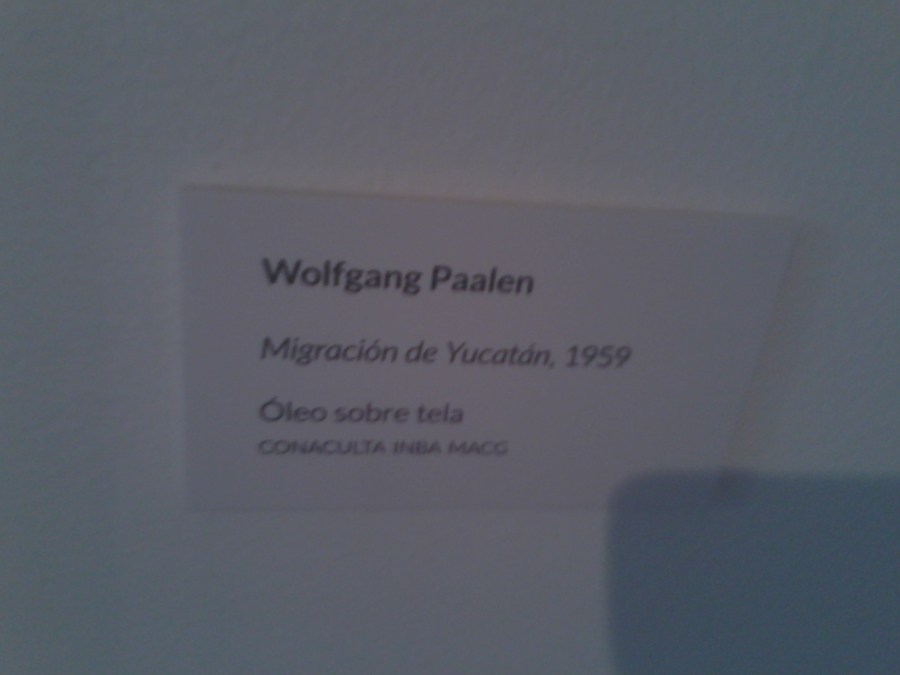 Wolfgang Paalen
Migración de Yucatán, 1959
Óleo sobre tela
CONACULTA INBA MACG